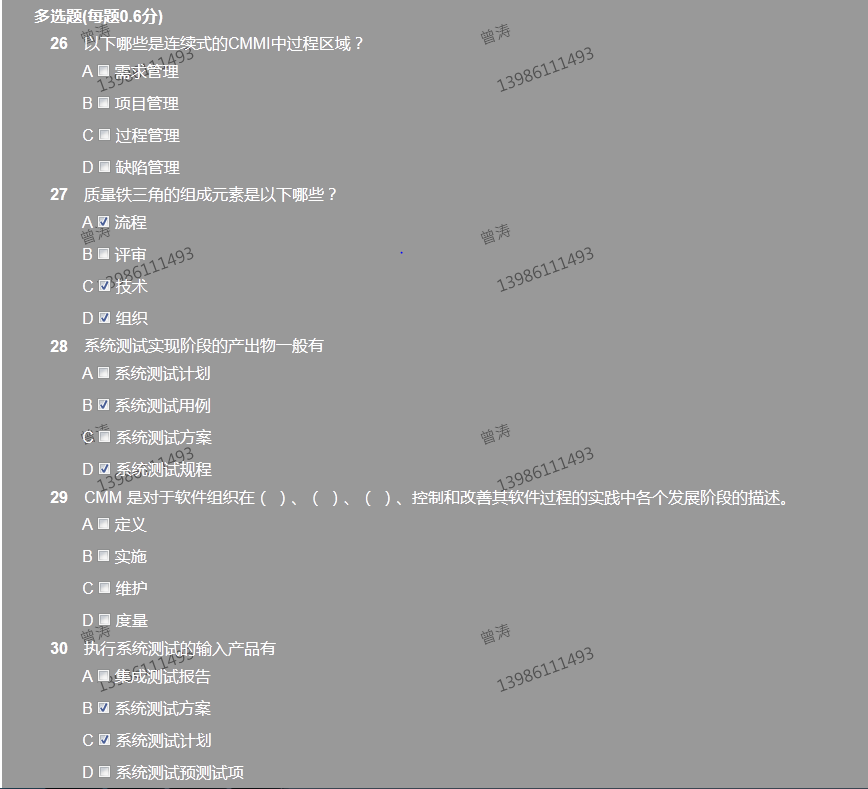 多选题(每题0.6分)
26 以下哪些是连续式的CMMI中过程区域？
A 需求管理
B 项目管理
C 过程管理
D 缺陷管理
27 质量铁三角的组成元素是以下哪些？
A 流程
B 评审
C 技术
D 组织
28 系统测试实现阶段的产出物一般有
A 系统测试计划
B 系统测试用例
C 系统测试方案
D 系统测试规程
29 CMM 是对于软件组织在（ ）、（ ）、（ ）、控制和改善其软件过程的实践中各个发展阶段的描述。
A 定义
B 实施
C 维护
D 度量
30 执行系统测试的输入产品有
A 集成测试报告
B 系统测试方案
C 系统测试计划
D 系统测试预测试项
曾涛
13986111493
曾涛
13986111493
曾涛
13986111493
曾涛
13986111493
曾涛
13986111493
曾涛
13986111493
曾涛
13986111493
曾涛
13986111493